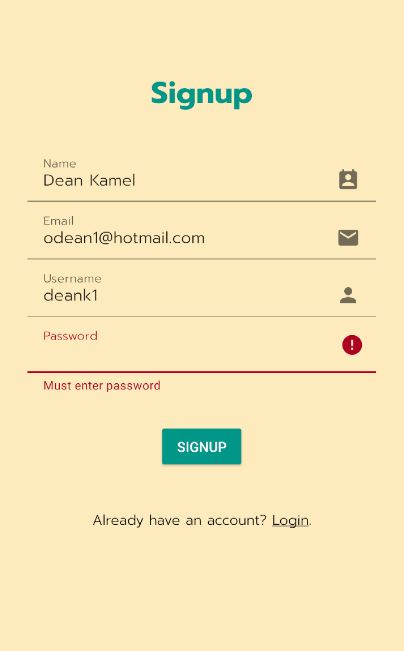 Signup
Name
Dean Kamel
Email
odean1@hotmail.com
Username
deank1
Password
Must enter password
SIGNUP
Already have an account? Login.